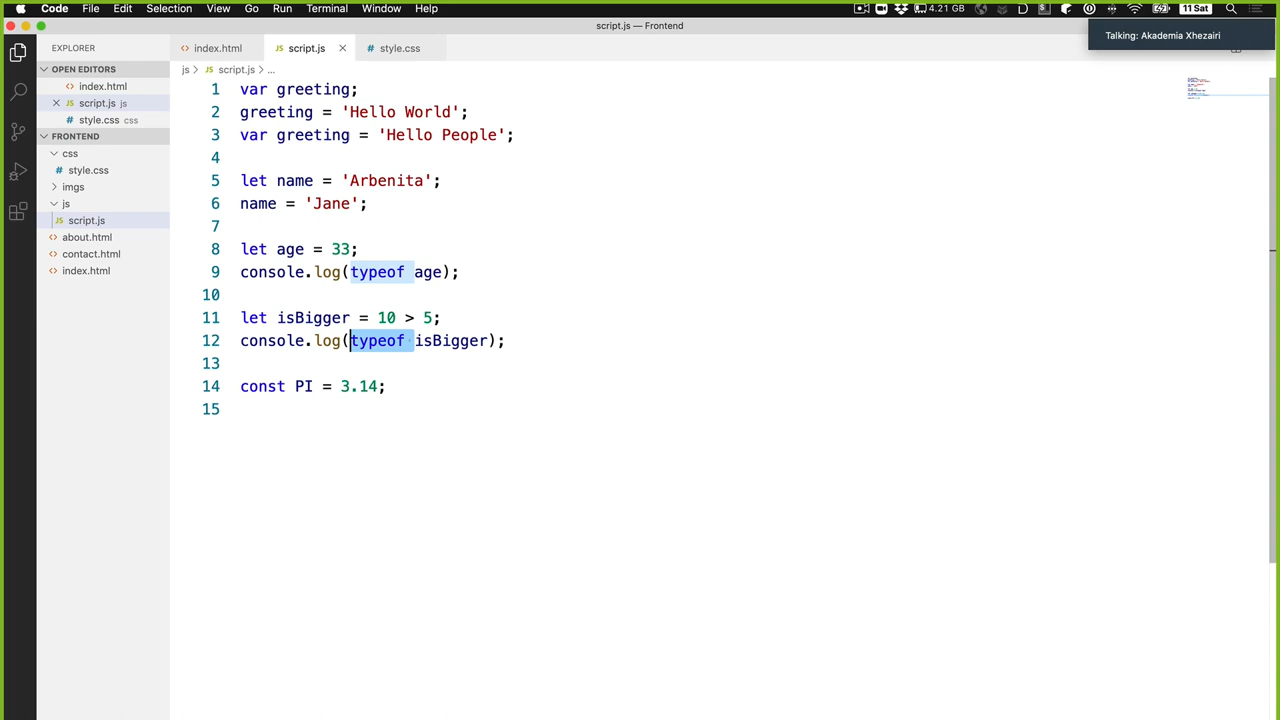 Code File Edit Selection View Go Run Terminal Window Help 4.21 GB 11 Sat
script.js — Frontend
Talking: Akademia Xhezairi
EXPLORER
OPEN EDITORS
index.html
script.js js
style.css css
FRONTEND
css
style.css
imgs
js
script.js
about.html
contact.html
index.html
index.html script.js style.css
js script.js ...
1 var greeting;
2 greeting = 'Hello World';
3 var greeting = 'Hello People';
4
5 let name = 'Arbenita';
6 name = 'Jane';
7
8 let age = 33;
9 console.log(typeof age);
10
11 let isBigger = 10 > 5;
12 console.log(typeof isBigger);
13
14 const PI = 3.14;
15